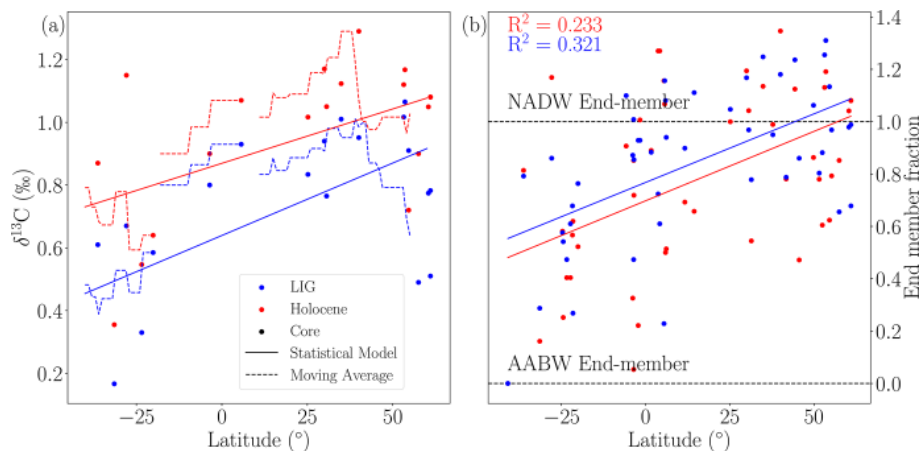 (a)
1.2
1.0
0.8
0.6
0.4
0.2
δ¹³C (‰)
−25
0
25
50
Latitude (°)
LIG
Holocene
Core
Statistical Model
Moving Average
(b)
R² = 0.233
R² = 0.321
NADW End-member
AABW End-member
1.4
1.2
1.0
0.8
0.6
0.4
0.2
0.0
End member fraction
−25
0
25
50
Latitude (°)